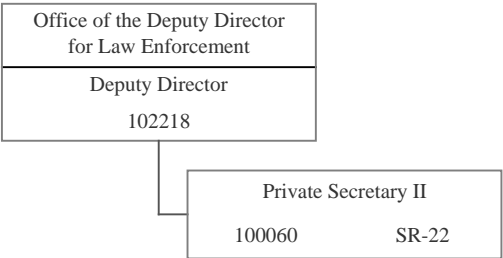 Office of the Deputy Director
for Law Enforcement
Deputy Director
102218
Private Secretary II
100060 SR-22